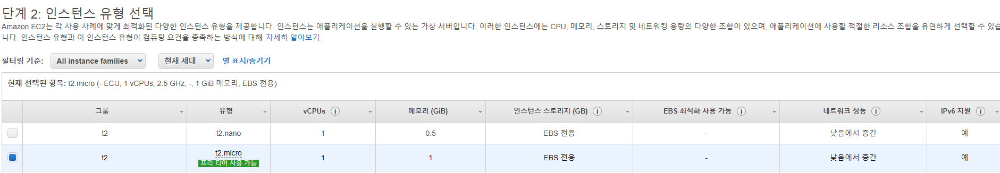 단계 2: 인스턴스 유형 선택
Amazon EC2는 각 사용 사례에 맞게 최적화된 다양한 인스턴스 유형을 제공합니다. 인스턴스는 애플리케이션을 실행할 수 있는 가상 서버입니다. 이러한 인스턴스에는 CPU, 메모리, 스토리지 및 네트워킹 용량의 다양한 조합이 있으며, 애플리케이션에 사용할 적절한 리소스 조합을 유연하게 선택할 수 있습
니다. 인스턴스 유형과 이 인스턴스 유형이 컴퓨팅 요건을 충족하는 방식에 대해 자세히 알아보기.
필터링 기준: All instance families 현재 세대 열 표시/숨기기
현재 선택된 항목: t2.micro (- ECU, 1 vCPUs, 2.5 GHz, -, 1 GiB 메모리, EBS 전용)
그룹 유형 vCPUs 메모리 (GiB) 인스턴스 스토리지 (GB) EBS 최적화 사용 가능 네트워크 성능 IPv6 지원
t2 t2.nano 1 0.5 EBS 전용 - 낮음에서 중간 예
t2 t2.micro 1 1 EBS 전용 - 낮음에서 중간 예
프리 티어 사용 가능